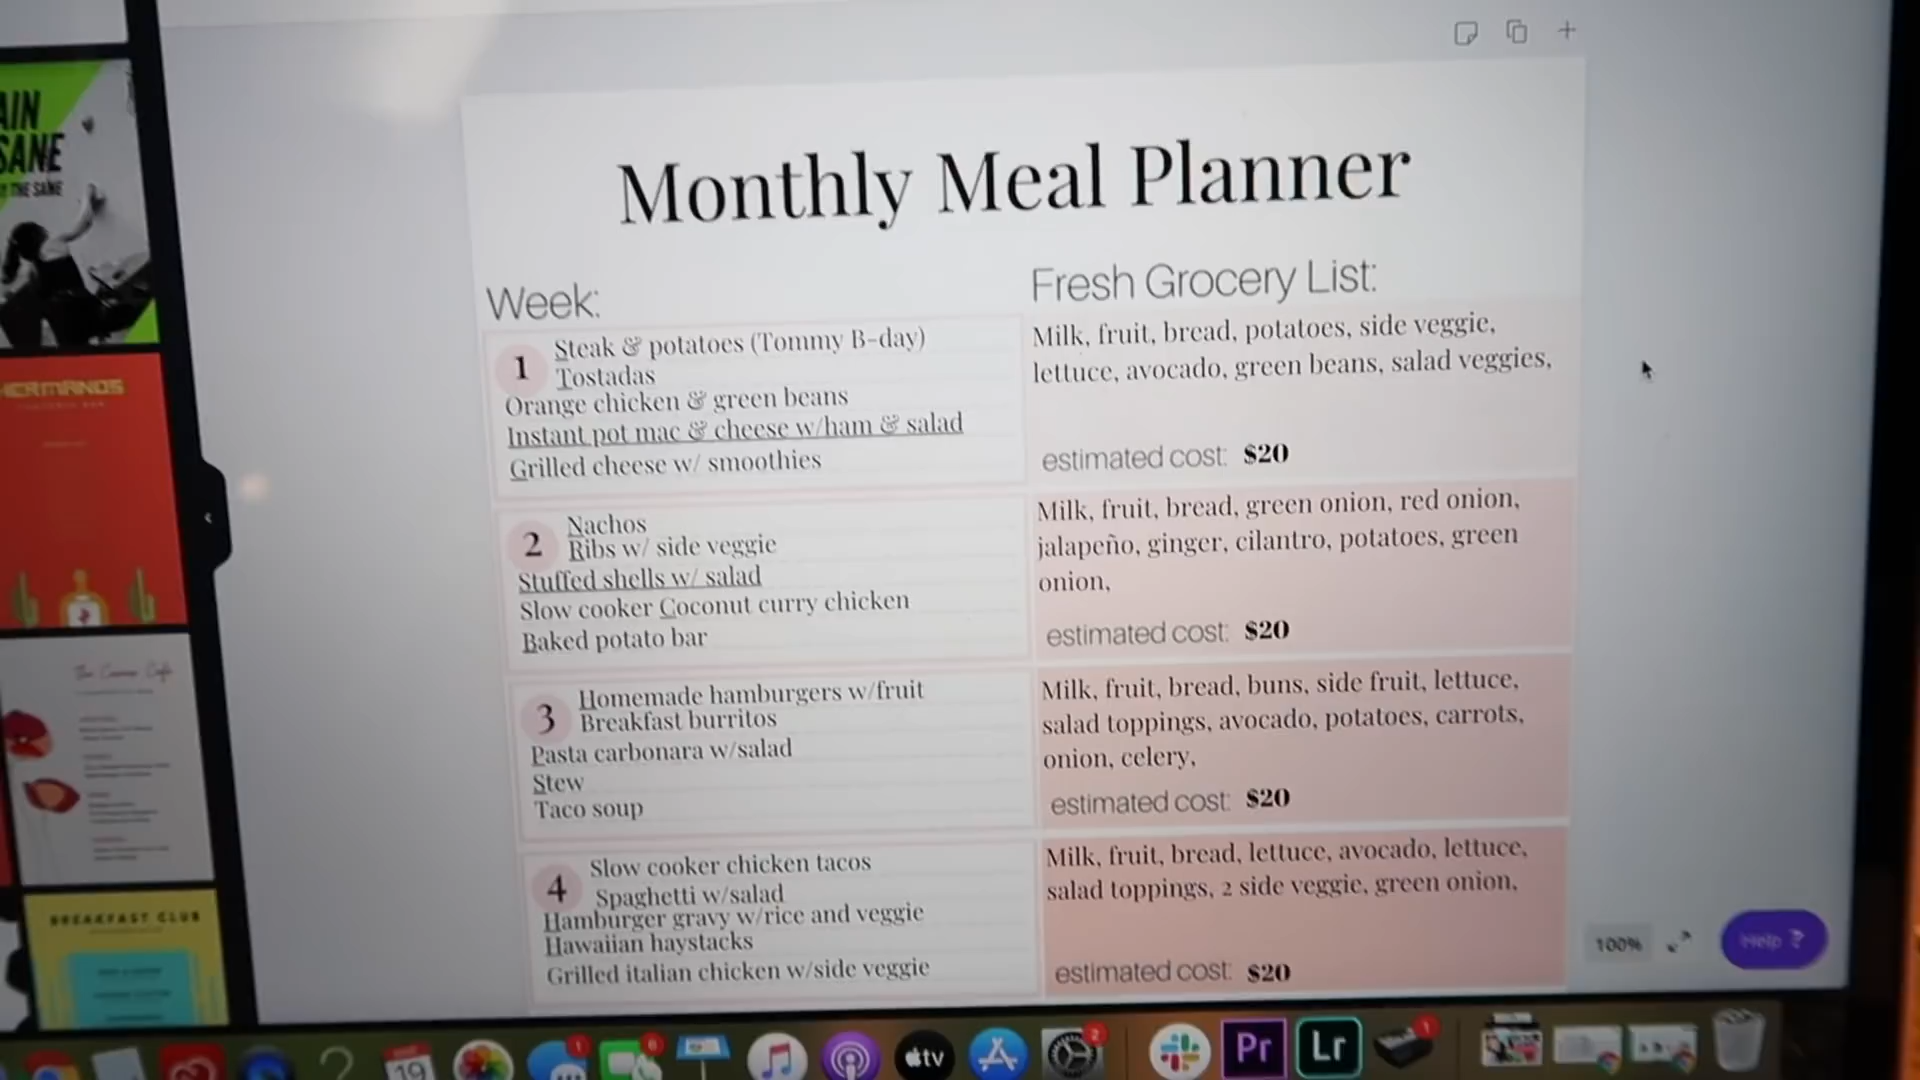 AIN
SANE
THE SAME
HERMANOS
BREAKFAST CLUB
Monthly Meal Planner
Week:
1
Steak & potatoes (Tommy B-day)
Tostadas
Orange chicken & green beans
Instant pot mac & cheese w/ham & salad
Grilled cheese w/ smoothies
2
Nachos
Ribs w/ side veggie
Stuffed shells w/ salad
Slow cooker Coconut curry chicken
Baked potato bar
3
Homemade hamburgers w/fruit
Breakfast burritos
Pasta carbonara w/salad
Stew
Taco soup
4
Slow cooker chicken tacos
Spaghetti w/salad
Hamburger gravy w/rice and veggie
Hawaiian haystacks
Grilled italian chicken w/side veggie
Fresh Grocery List:
Milk, fruit, bread, potatoes, side veggie,
lettuce, avocado, green beans, salad veggies,
estimated cost: $20
Milk, fruit, bread, green onion, red onion,
jalapeño, ginger, cilantro, potatoes, green
onion,
estimated cost: $20
Milk, fruit, bread, buns, side fruit, lettuce,
salad toppings, avocado, potatoes, carrots,
onion, celery,
estimated cost: $20
Milk, fruit, bread, lettuce, avocado, lettuce,
salad toppings, 2 side veggie, green onion,
estimated cost: $20
100%
Help ?
19
1
6
tv
2
Pr
Lr
1